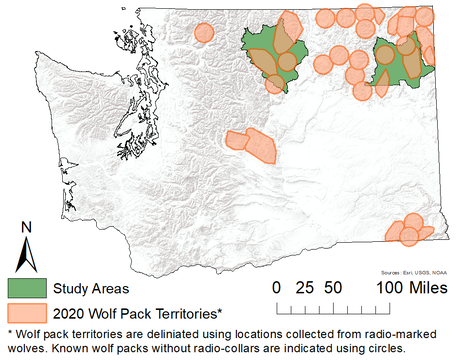 Sources: Esri, USGS, NOAA
N
Study Areas
0 25 50 100 Miles
2020 Wolf Pack Territories*
* Wolf pack territories are deliniated using locations collected from radio-marked
wolves. Known wolf packs without radio-collars are indicated using circles.